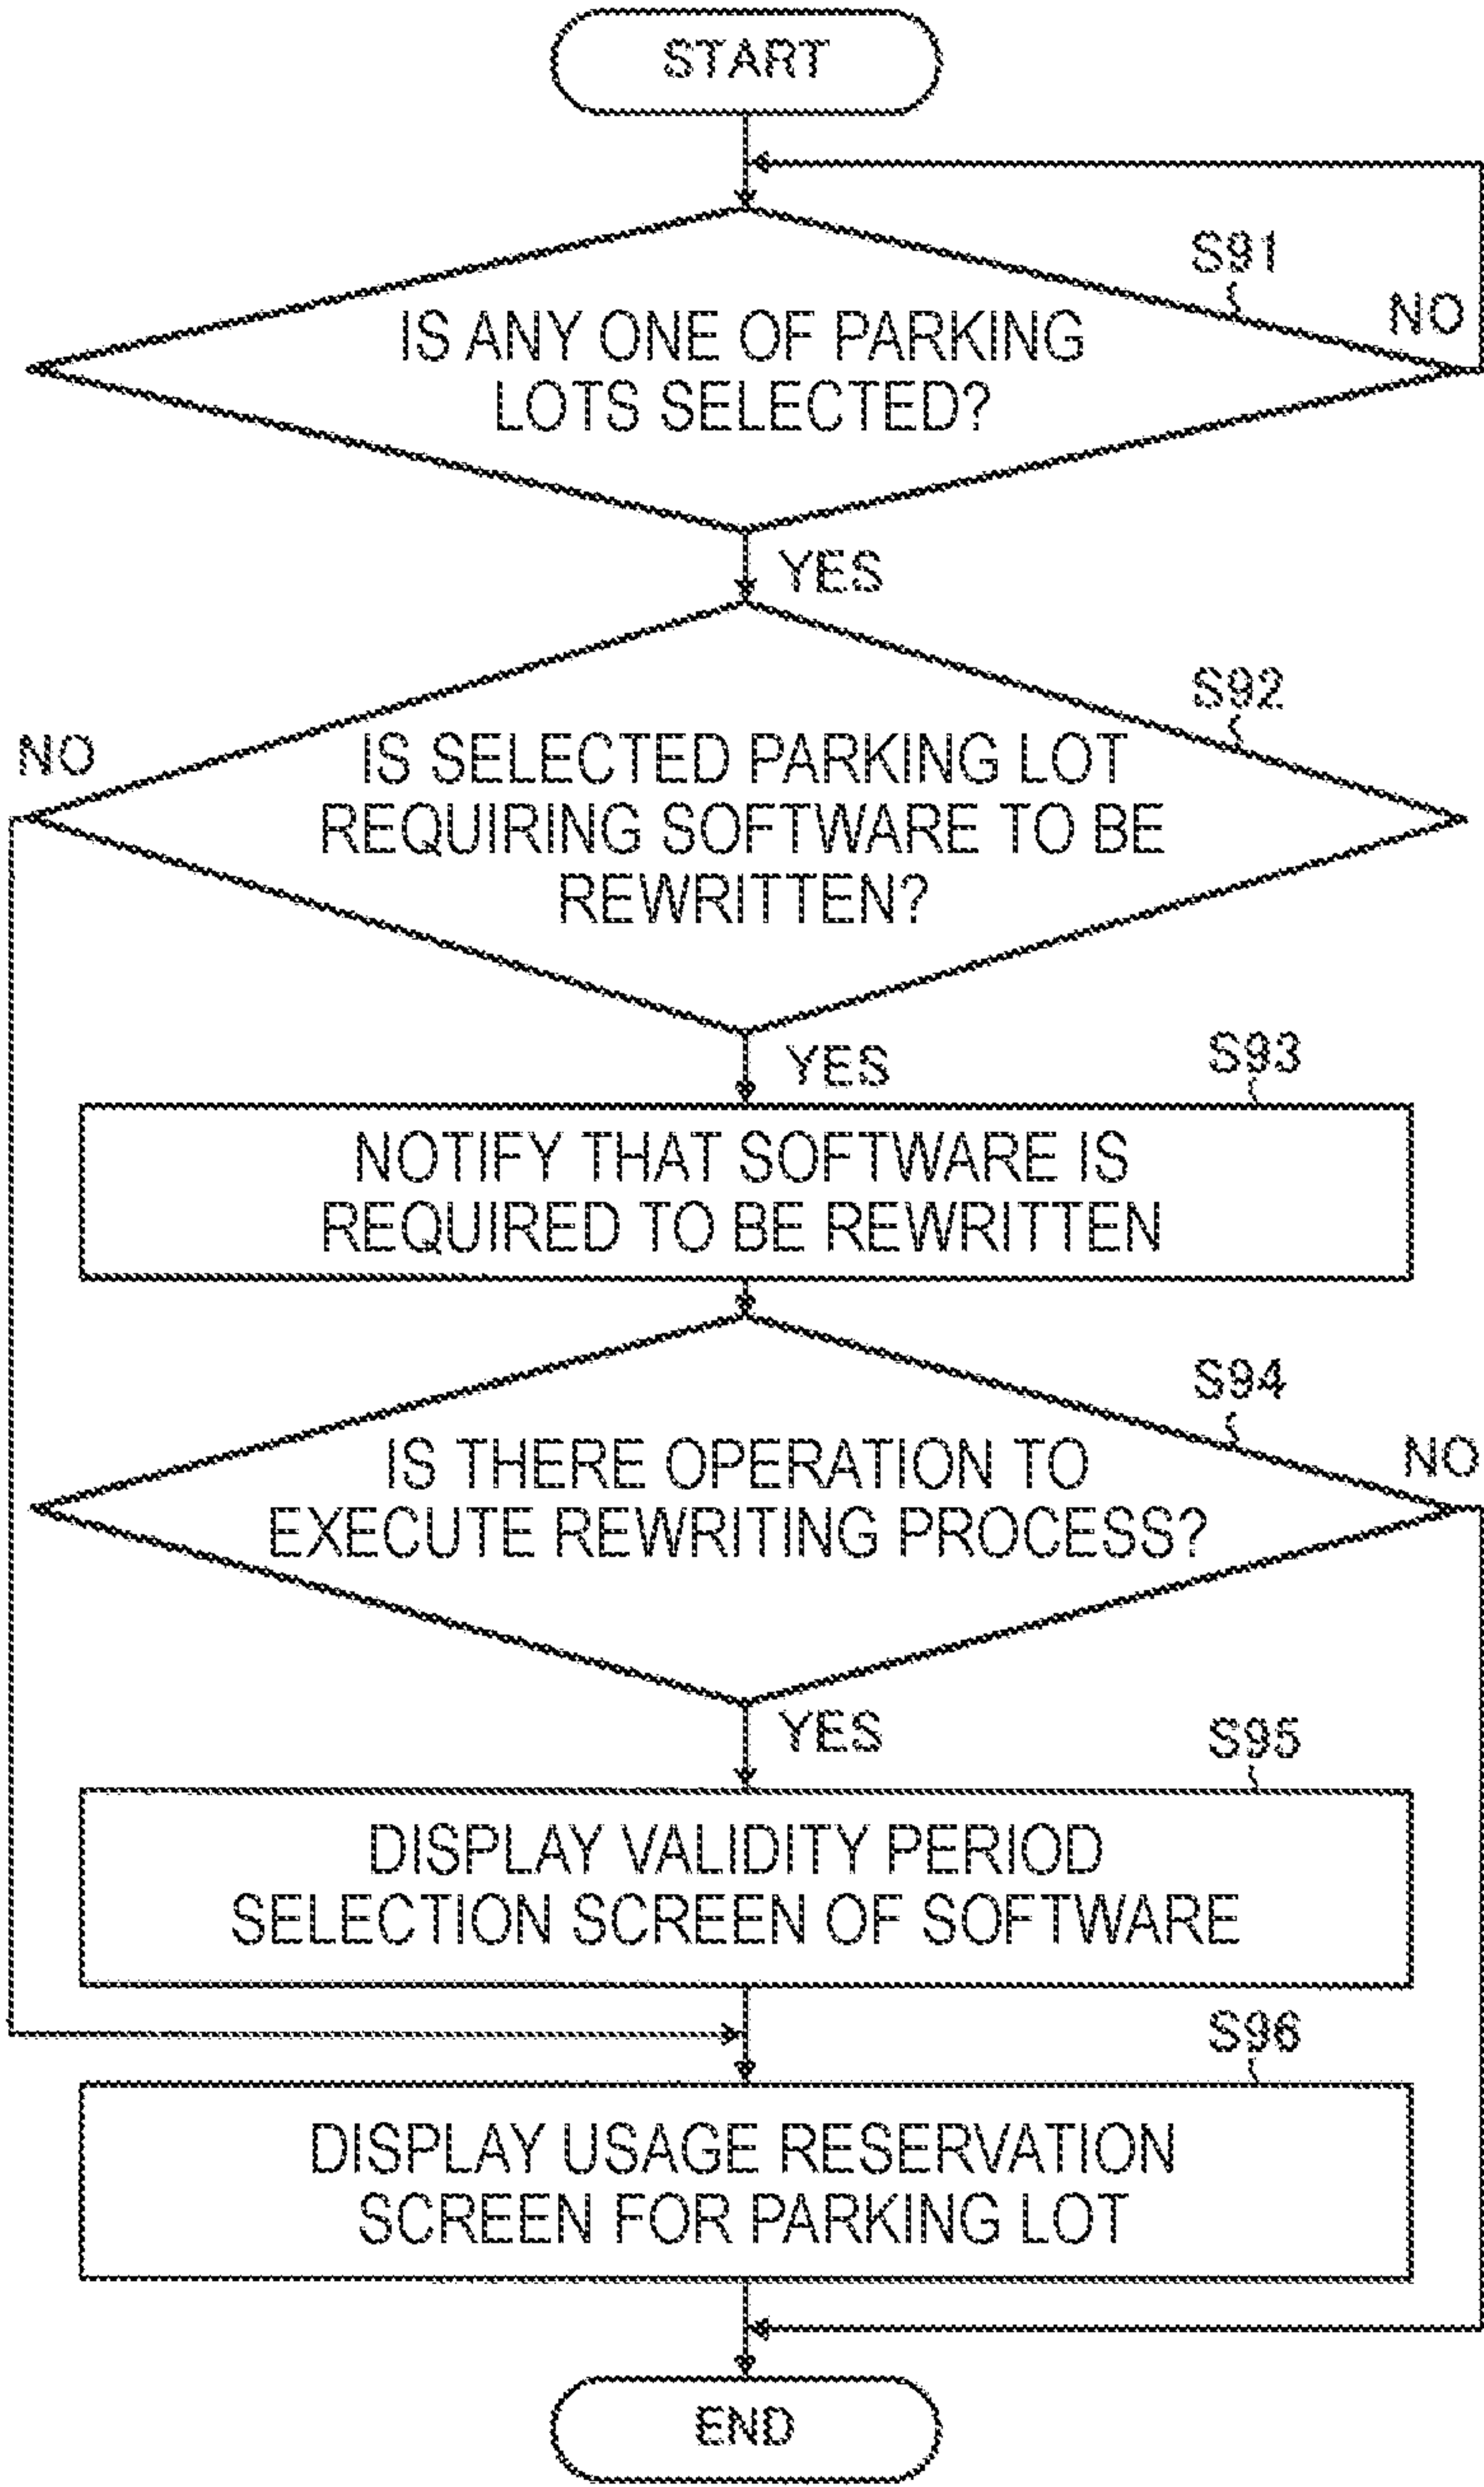 START
S91
NO
IS ANY ONE OF PARKING
LOTS SELECTED?
YES
S92
NO
IS SELECTED PARKING LOT
REQUIRING SOFTWARE TO BE
REWRITTEN?
YES
S93
NOTIFY THAT SOFTWARE IS
REQUIRED TO BE REWRITTEN
S94
NO
IS THERE OPERATION TO
EXECUTE REWRITING PROCESS?
YES
S95
DISPLAY VALIDITY PERIOD
SELECTION SCREEN OF SOFTWARE
S96
DISPLAY USAGE RESERVATION
SCREEN FOR PARKING LOT
END